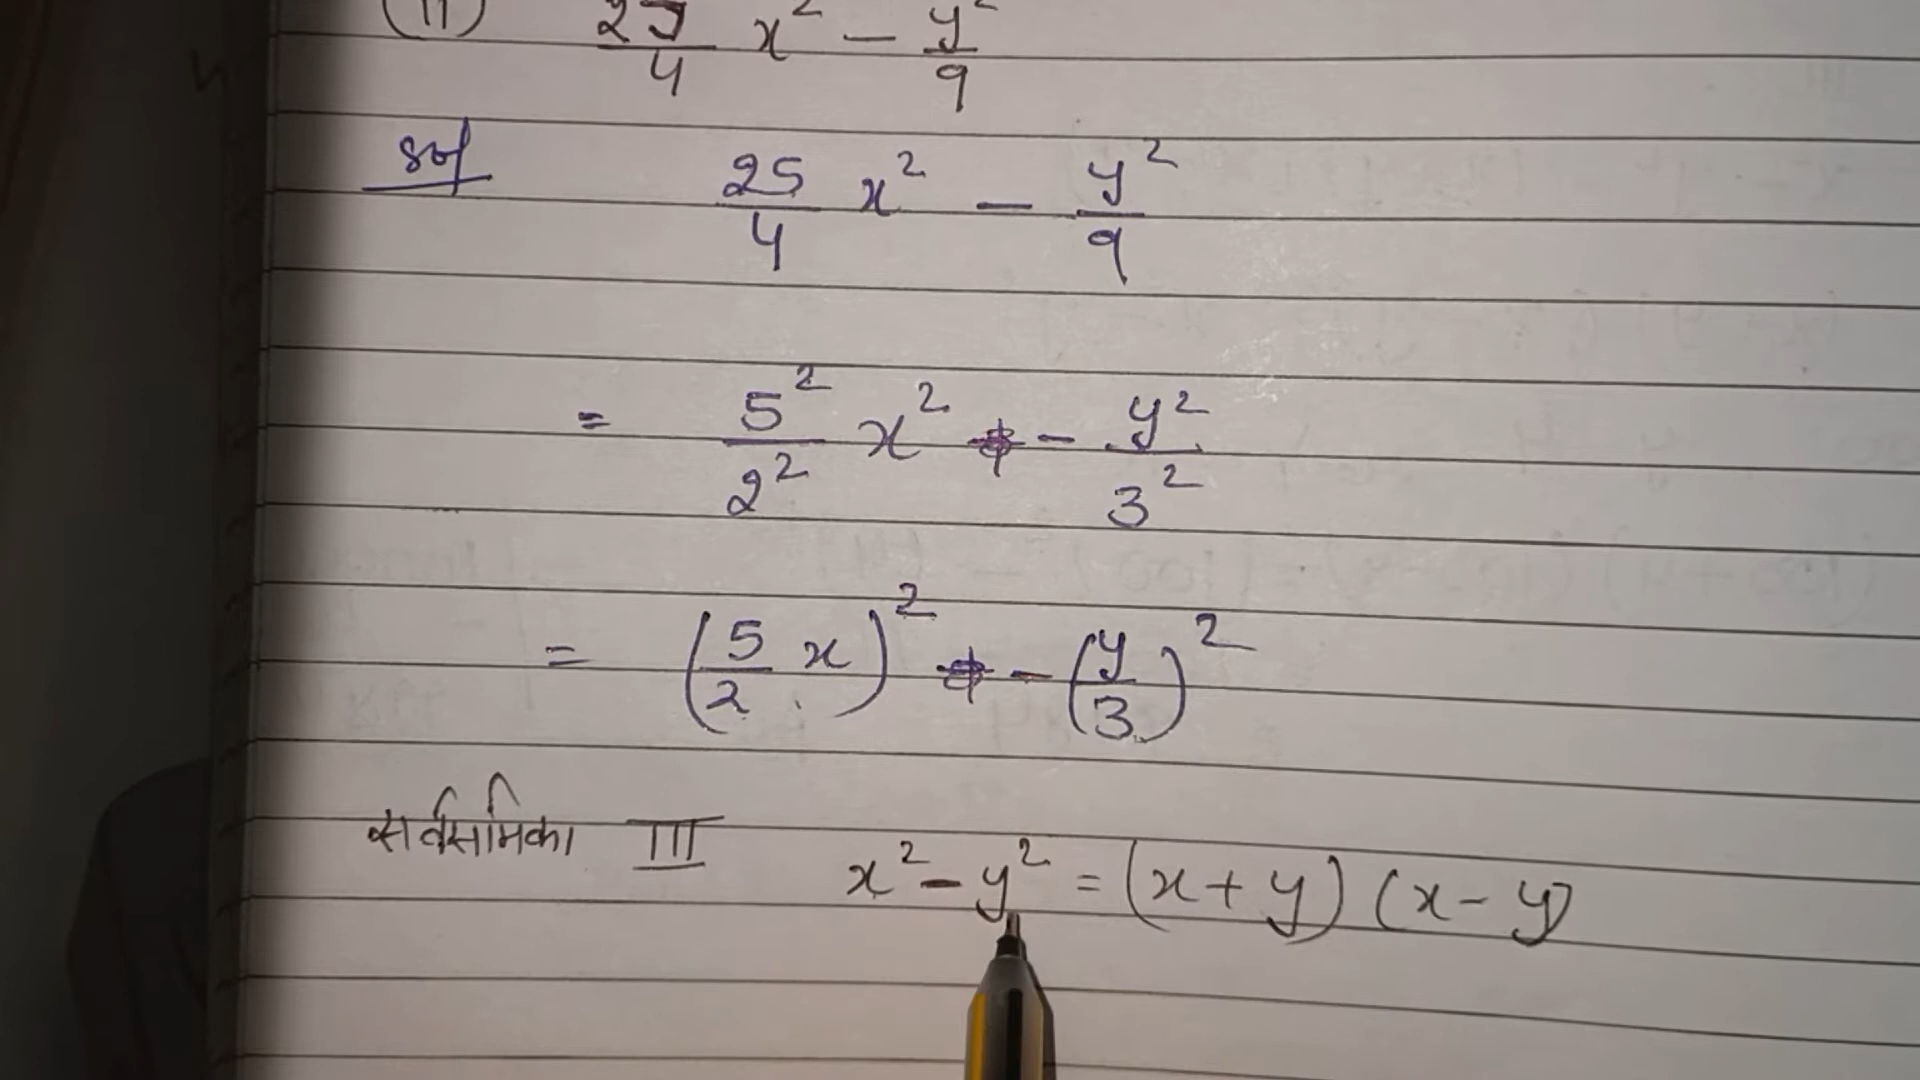 (ii) 25/4 x² - y²/9
sol 25/4 x² - y²/9
= 5²/2² x² - y²/3²
= (5/2 x)² - (y/3)²
सर्वसमिका III x² - y² = (x + y) (x - y)